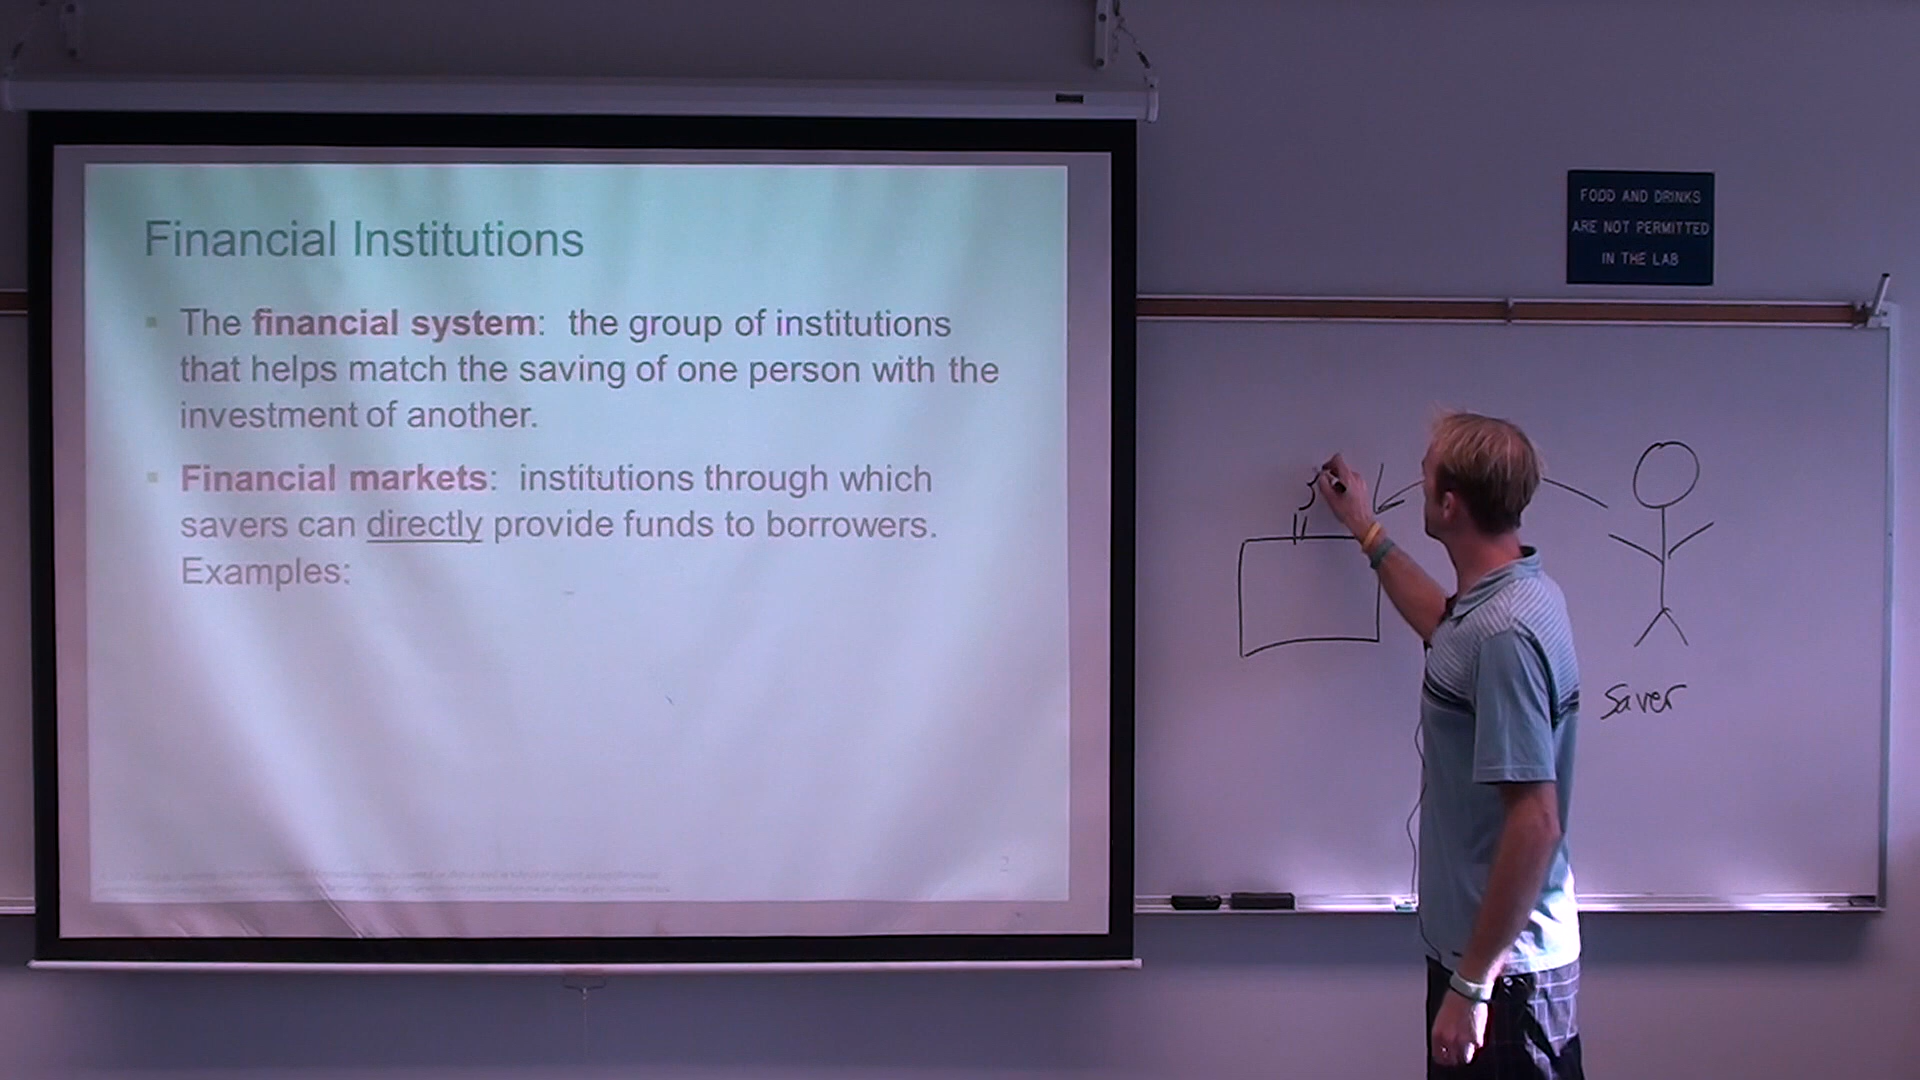 Financial Institutions
The financial system: the group of institutions
that helps match the saving of one person with the
investment of another.
Financial markets: institutions through which
savers can directly provide funds to borrowers.
Examples:
FOOD AND DRINKS
ARE NOT PERMITTED
IN THE LAB
Saver